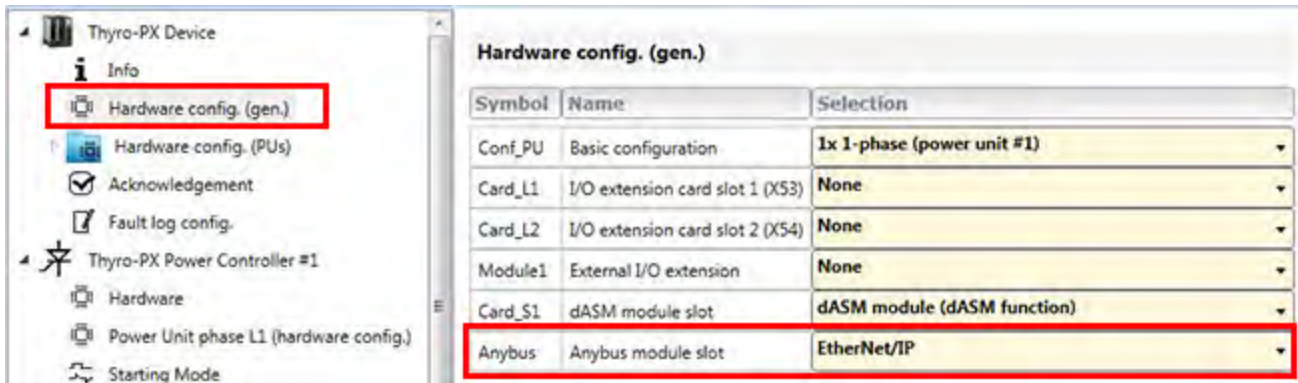 Thyro-PX Device
Info
Hardware config. (gen.)
Hardware config. (PUs)
Acknowledgement
Fault log config.
Thyro-PX Power Controller #1
Hardware
Power Unit phase L1 (hardware config.)
Starting Mode
Hardware config. (gen.)
Symbol Name Selection
Conf_PU Basic configuration 1x 1-phase (power unit #1)
Card_L1 I/O extension card slot 1 (X53) None
Card_L2 I/O extension card slot 2 (X54) None
Module1 External I/O extension None
Card_S1 dASM module slot dASM module (dASM function)
Anybus Anybus module slot EtherNet/IP